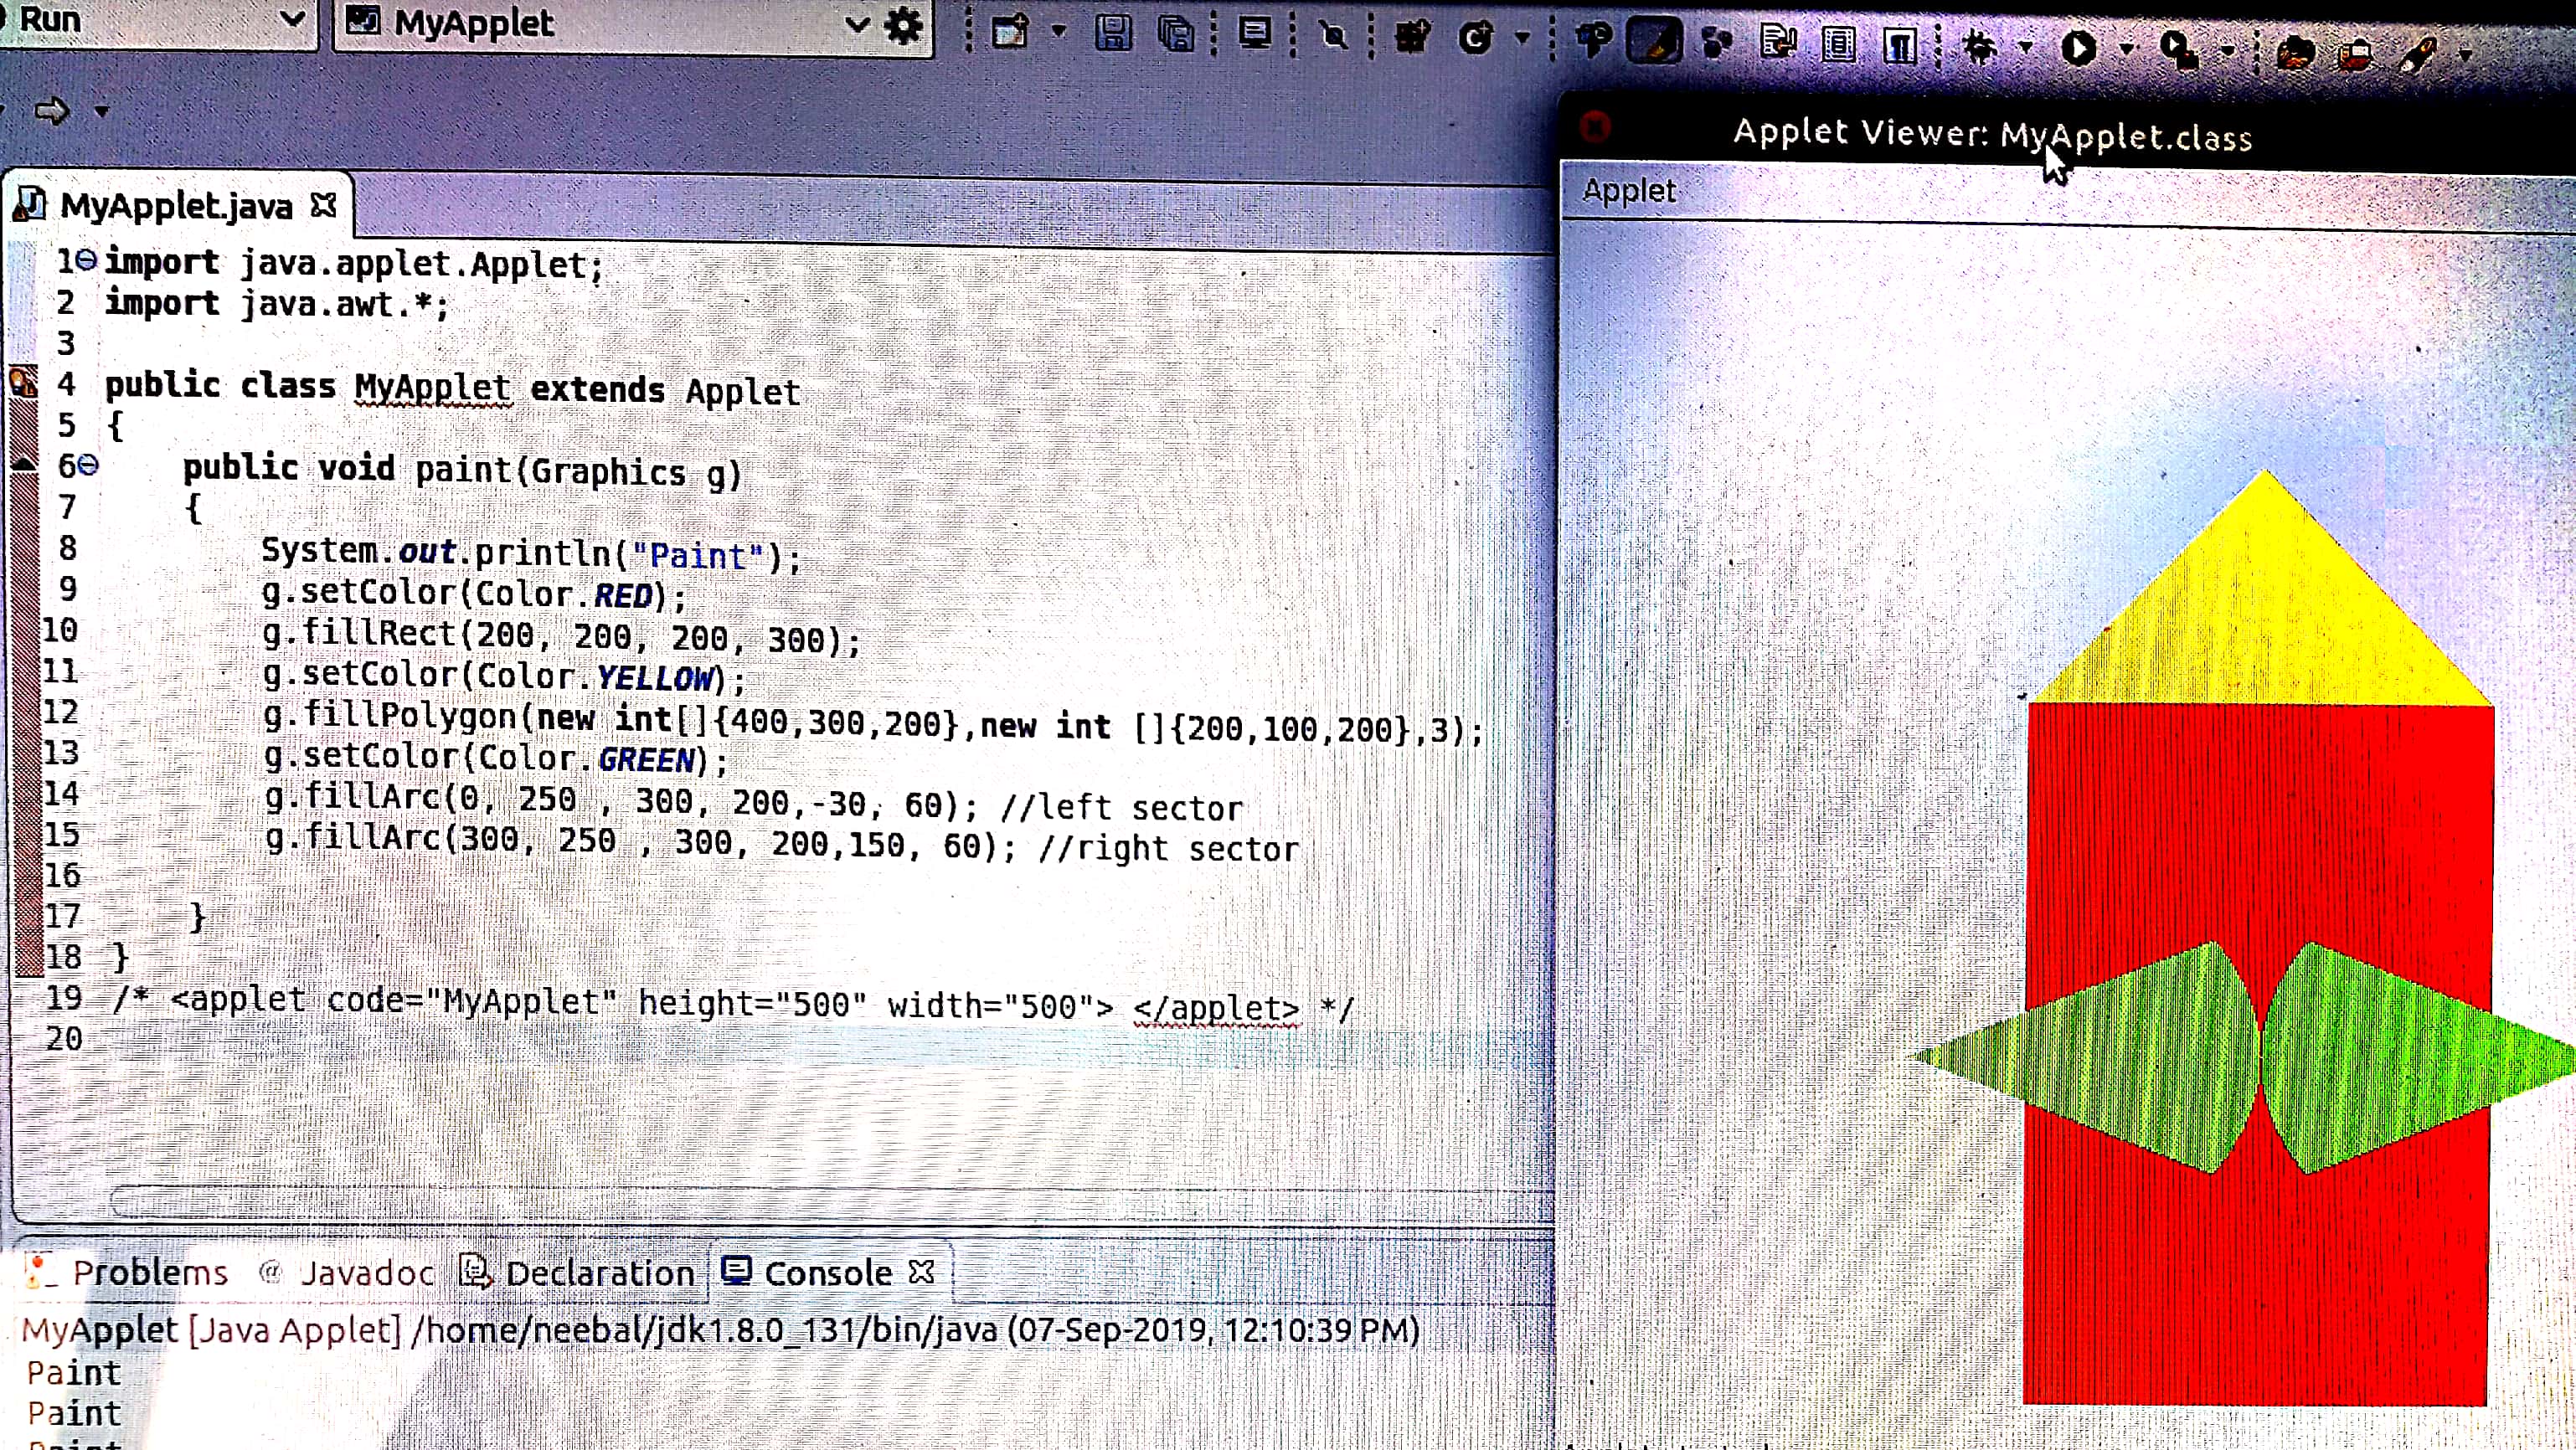 Run
MyApplet
Applet Viewer: MyApplet.class
Applet
MyApplet.java
1 import java.applet.Applet;
2 import java.awt.*;
3
4 public class MyApplet extends Applet
5 {
6 public void paint(Graphics g)
7 {
8 System.out.println("Paint");
9 g.setColor(Color.RED);
10 g.fillRect(200, 200, 200, 300);
11 g.setColor(Color.YELLOW);
12 g.fillPolygon(new int[]{400,300,200},new int []{200,100,200},3);
13 g.setColor(Color.GREEN);
14 g.fillArc(0, 250 , 300, 200,-30, 60); //left sector
15 g.fillArc(300, 250 , 300, 200,150, 60); //right sector
16
17 }
18 }
19 /* <applet code="MyApplet" height="500" width="500"> </applet> */
20
Problems @ Javadoc Declaration Console
MyApplet [Java Applet] /home/neebal/jdk1.8.0_131/bin/java (07-Sep-2019, 12:10:39 PM)
Paint
Paint